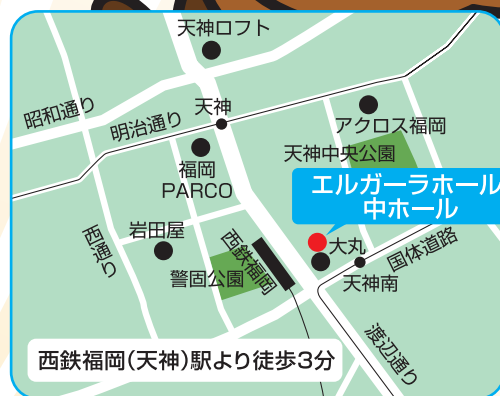 天神ロフト
昭和通り
明治通り
天神
アクロス福岡
福岡
PARCO
天神中央公園
エルガーラホール
中ホール
岩田屋
西通り
西鉄福岡
大丸
国体道路
警固公園
天神南
渡辺通り
西鉄福岡(天神)駅より徒歩3分